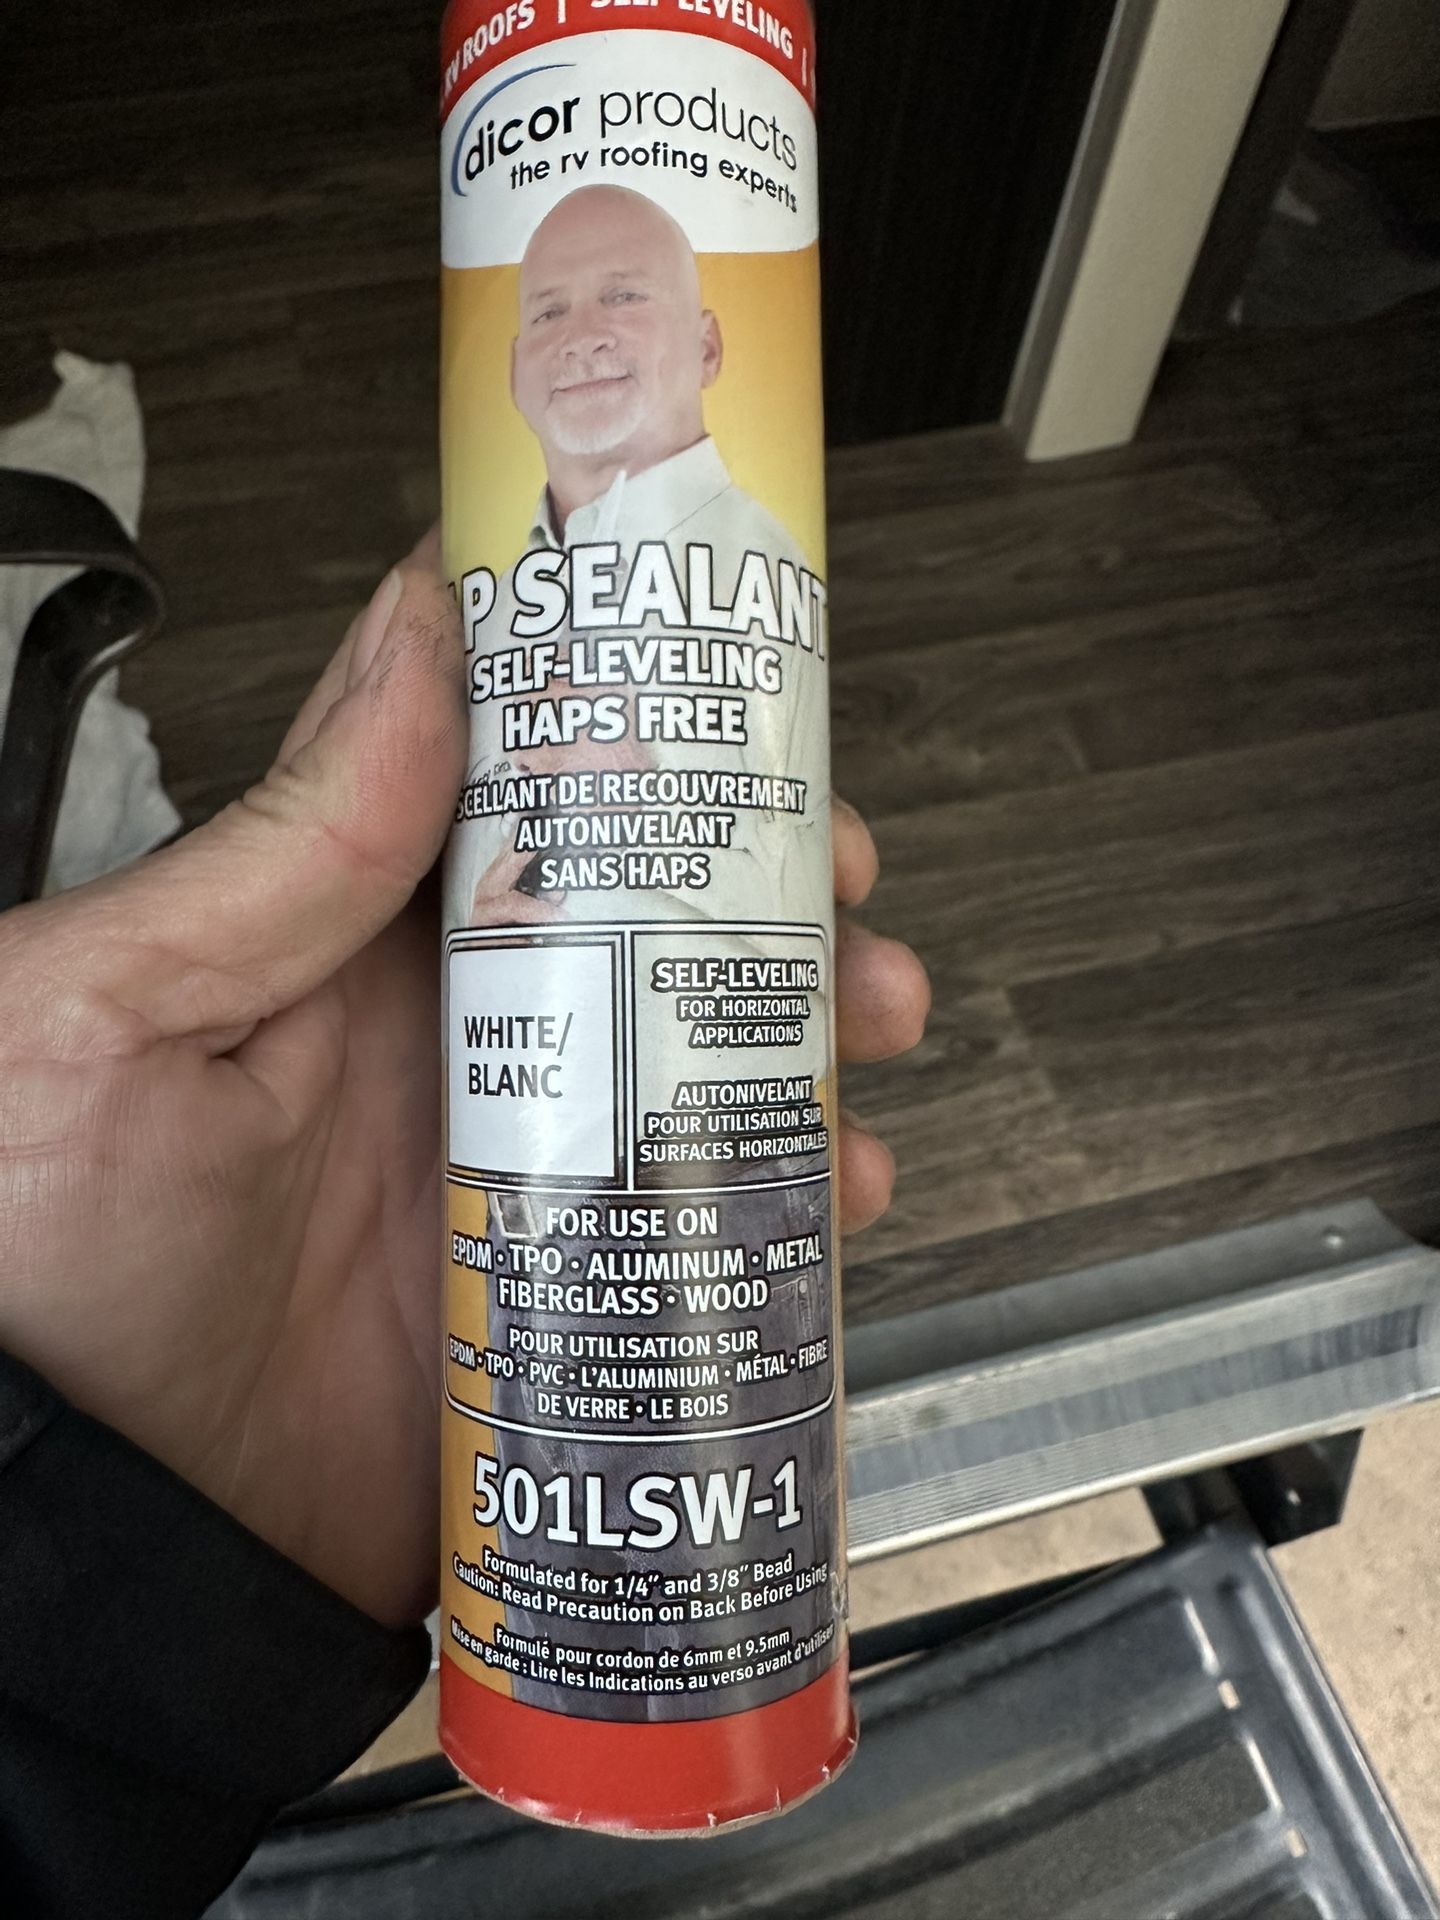 RV ROOFS | SELF-LEVELING |
dicor products
the rv roofing experts
AP SEALANT
SELF-LEVELING
HAPS FREE
SCELLANT DE RECOUVREMENT
AUTONIVELANT
SANS HAPS
WHITE/
BLANC
SELF-LEVELING
FOR HORIZONTAL
APPLICATIONS
AUTONIVELANT
POUR UTILISATION SUR
SURFACES HORIZONTALES
FOR USE ON
EPDM • TPO • ALUMINUM • METAL
FIBERGLASS • WOOD
POUR UTILISATION SUR
EPDM • TPO • PVC • L'ALUMINIUM • MÉTAL • FIBRE
DE VERRE • LE BOIS
501LSW-1
Formulated for 1/4" and 3/8" Bead
Caution: Read Precaution on Back Before Using
Formulé pour cordon de 6mm et 9.5mm
Mise en garde : Lire les Indications au verso avant d'utiliser